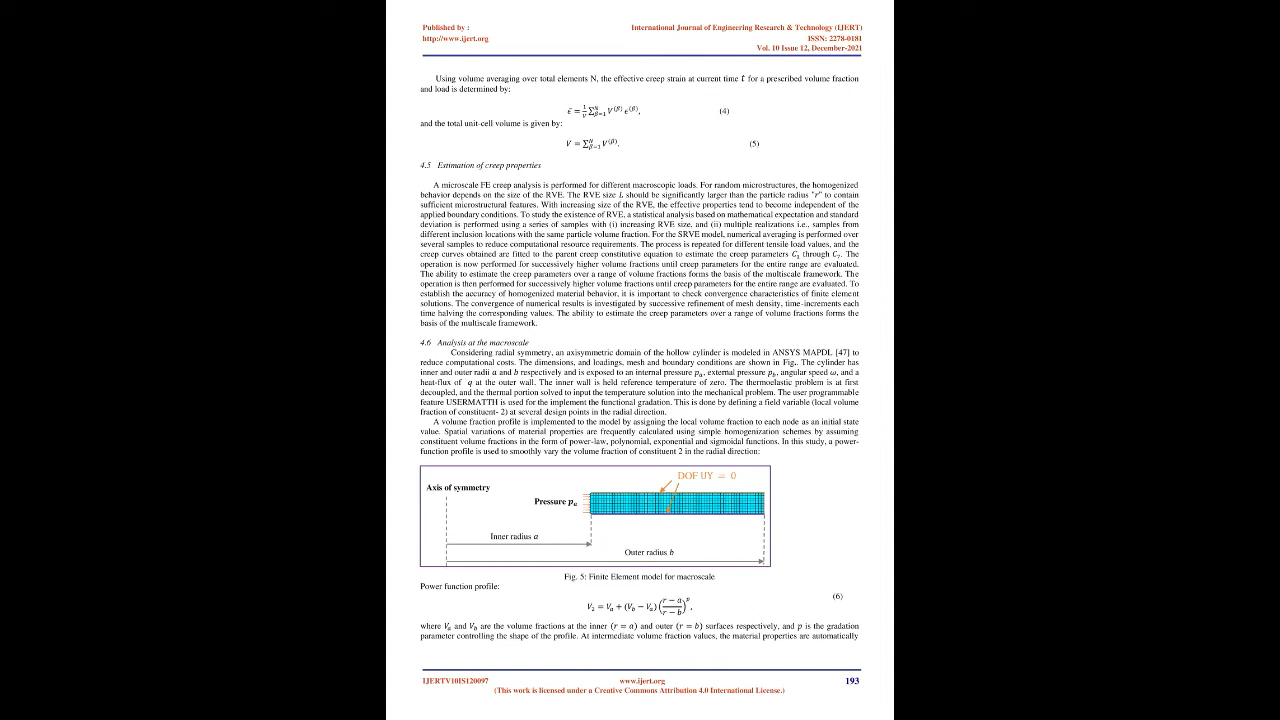 Published by :
International Journal of Engineering Research & Technology (IJERT)
http://www.ijert.org
ISSN: 2278-0181
Vol. 10 Issue 12, December-2021
Using volume averaging over total elements N, the effective creep strain at current time t for a prescribed volume fraction
and load is determined by:
ϵ̄ = 1/V ∑_{β=1}^{N} V^{(β)} ϵ^{(β)}, (4)
and the total unit-cell volume is given by:
V = ∑_{β=1}^{N} V^{(β)}. (5)
4.5 Estimation of creep properties
A microscale FE creep analysis is performed for different macroscopic loads. For random microstructures, the homogenized
behavior depends on the size of the RVE. The RVE size L should be significantly larger than the particle radius "r" to contain
sufficient microstructural features. With increasing size of the RVE, the effective properties tend to become independent of the
applied boundary conditions. To study the existence of RVE, a statistical analysis based on mathematical expectation and standard
deviation is performed using a series of samples with (i) increasing RVE size, and (ii) multiple realizations i.e., samples from
different inclusion locations with the same particle volume fraction. For the SRVE model, numerical averaging is performed over
several samples to reduce computational resource requirements. The process is repeated for different tensile load values, and the
creep curves obtained are fitted to the parent creep constitutive equation to estimate the creep parameters C₁ through C₇. The
operation is now performed for successively higher volume fractions until creep parameters for the entire range are evaluated.
The ability to estimate the creep parameters over a range of volume fractions forms the basis of the multiscale framework. The
operation is then performed for successively higher volume fractions until creep parameters for the entire range are evaluated. To
establish the accuracy of homogenized material behavior, it is important to check convergence characteristics of finite element
solutions. The convergence of numerical results is investigated by successive refinement of mesh density, time-increments each
time halving the corresponding values. The ability to estimate the creep parameters over a range of volume fractions forms the
basis of the multiscale framework.
4.6 Analysis at the macroscale
Considering radial symmetry, an axisymmetric domain of the hollow cylinder is modeled in ANSYS MAPDL [47] to
reduce computational costs. The dimensions, and loadings, mesh and boundary conditions are shown in Fig.. The cylinder has
inner and outer radii a and b respectively and is exposed to an internal pressure pₐ, external pressure p_b, angular speed ω, and a
heat-flux of q at the outer wall. The inner wall is held reference temperature of zero. The thermoelastic problem is at first
decoupled, and the thermal portion solved to input the temperature solution into the mechanical problem. The user programmable
feature USERMATTH is used for the implement the functional gradation. This is done by defining a field variable (local volume
fraction of constituent- 2) at several design points in the radial direction.
A volume fraction profile is implemented to the model by assigning the local volume fraction to each node as an initial state
value. Spatial variations of material properties are frequently calculated using simple homogenization schemes by assuming
constituent volume fractions in the form of power-law, polynomial, exponential and sigmoidal functions. In this study, a power-
function profile is used to smoothly vary the volume fraction of constituent 2 in the radial direction:
DOF UY = 0
Axis of symmetry
Pressure pₐ
Inner radius a
Outer radius b
Fig. 5: Finite Element model for macroscale
Power function profile:
V₂ = Vₐ + (V_b − Vₐ) ((r − a)/(r − b))^p, (6)
where Vₐ and V_b are the volume fractions at the inner (r = a) and outer (r = b) surfaces respectively, and p is the gradation
parameter controlling the shape of the profile. At intermediate volume fraction values, the material properties are automatically
IJERTV10IS120097
www.ijert.org
193
(This work is licensed under a Creative Commons Attribution 4.0 International License.)